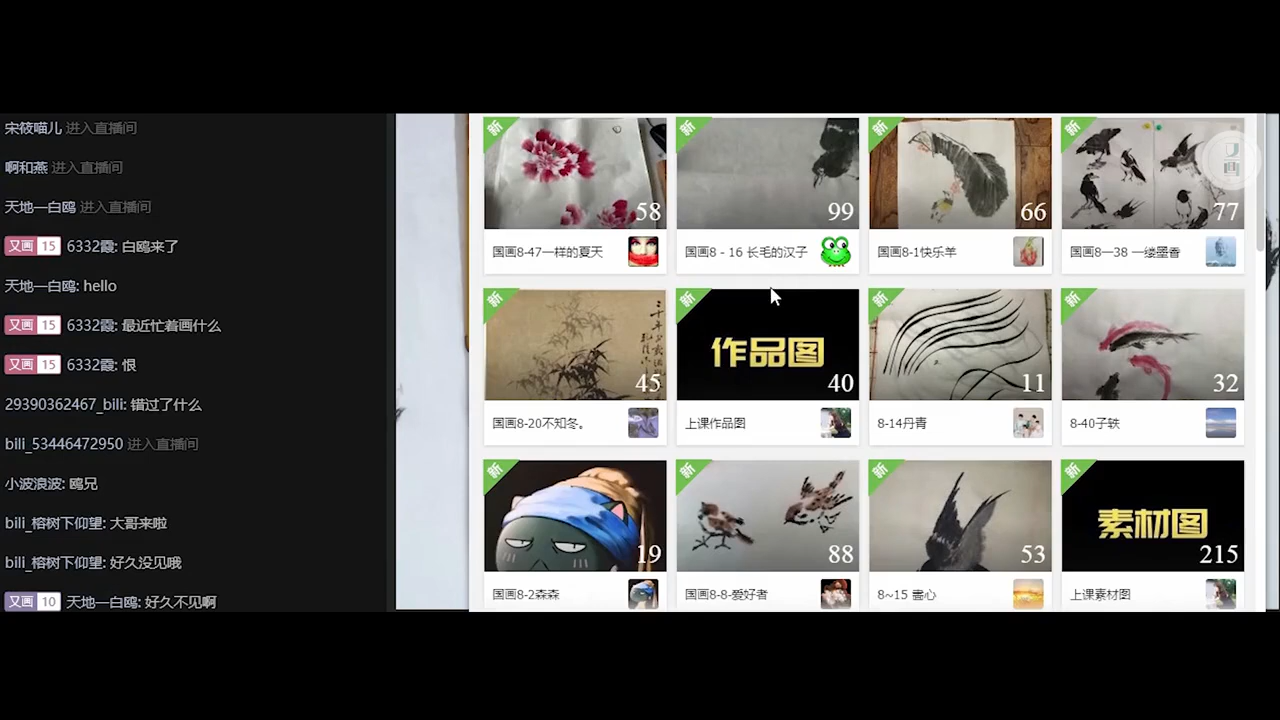 宋筱喵儿 进入直播间
啊和燕 进入直播间
天地一白鸥 进入直播间
又画 15 6332霞: 白鸥来了
天地一白鸥: hello
又画 15 6332霞: 最近忙着画什么
又画 15 6332霞: 恨
29390362467_bili: 错过了什么
bili_53446472950 进入直播间
小波浪波: 鸥兄
bili_榕树下仰望: 大哥来啦
bili_榕树下仰望: 好久没见哦
又画 10 天地一白鸥: 好久不见啊
新 新 新 新
58 99 66 77
国画8-47一样的夏天 国画8 - 16 长毛的汉子 国画8-1快乐羊 国画8—38 一缕墨香
又画
新 新 新 新
作品图
45 40 11 32
国画8-20不知冬。 上课作品图 8-14丹青 8-40子轶
新 新 新 新
素材图
19 88 53 215
国画8-2森森 国画8-8-爱好者 8~15 書心 上课素材图